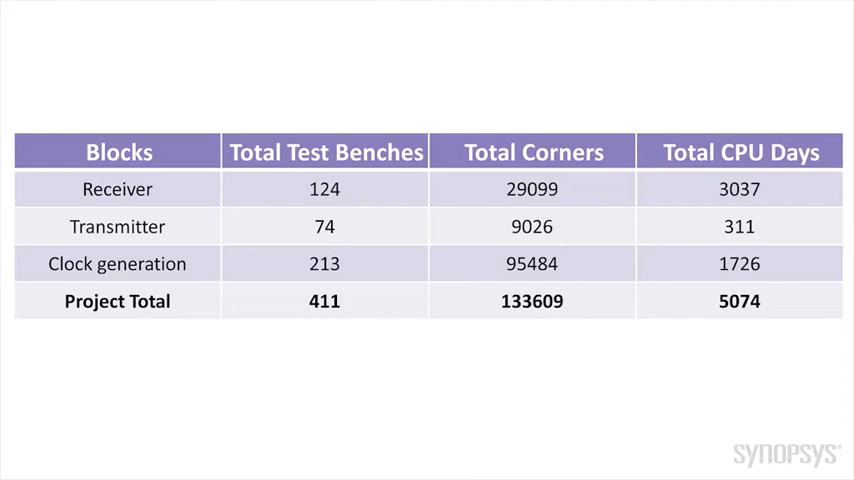 Blocks Total Test Benches Total Corners Total CPU Days
Receiver 124 29099 3037
Transmitter 74 9026 311
Clock generation 213 95484 1726
Project Total 411 133609 5074
SYNOPSYS®